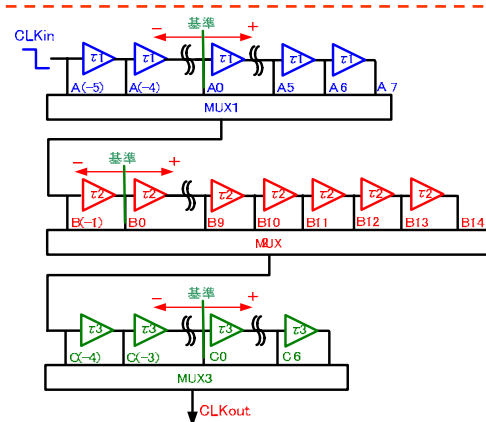 CLKin
− 基準 +
τ1 τ1 τ1 τ1 τ1
A(−5) A(−4) A0 A5 A6 A7
MUX1
− 基準 +
τ2 τ2 τ2 τ2 τ2 τ2 τ2
B(−1) B0 B9 B10 B11 B12 B13 B14
MUX2
− 基準 +
τ3 τ3 τ3 τ3
C(−4) C(−3) C0 C6
MUX3
CLKout